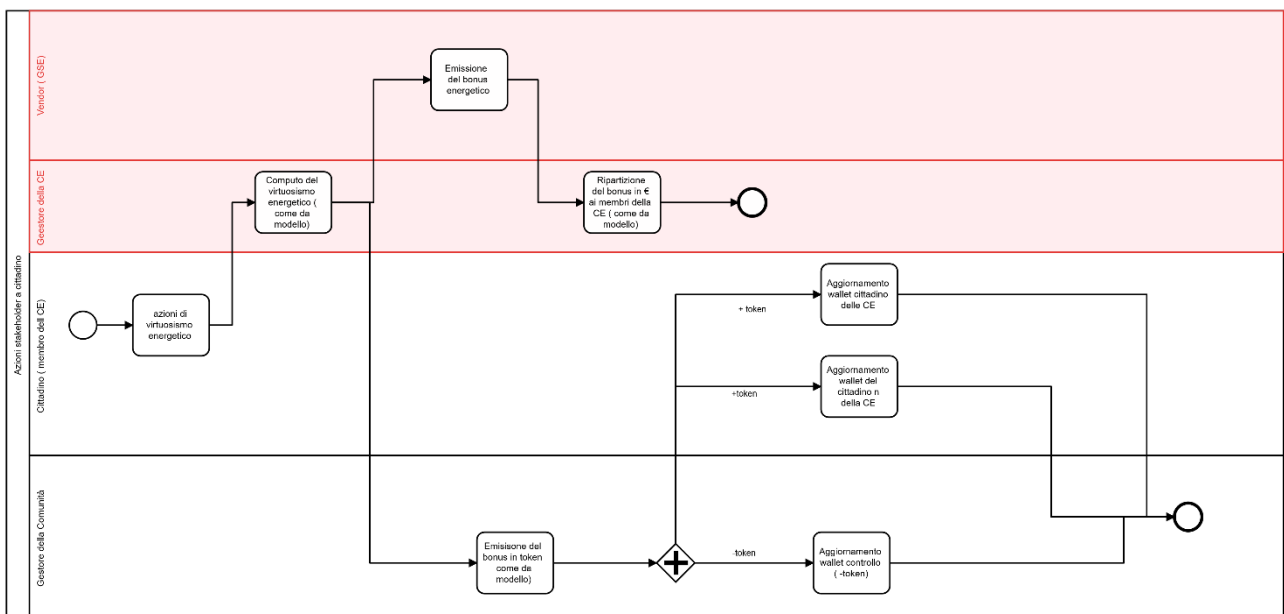 Azioni stakeholder a cittadino
Vendor ( GSE)
Emissione
del bonus
energetico
Geestore della CE
Computo del
virtuosismo
energetico (
come da
modello)
Ripartizione
del bonus in €
ai membri della
CE ( come da
modello)
Cittadino ( membro dell CE)
azioni di
virtuosismo
energetico
+ token
Aggiornamento
wallet cittadino
delle CE
+token
Aggiornamento
wallet del
cittadino n
della CE
Gestore della Comunità
Emisisone del
bonus in token
come da
modello)
-token
Aggiornamento
wallet controllo
( -token)